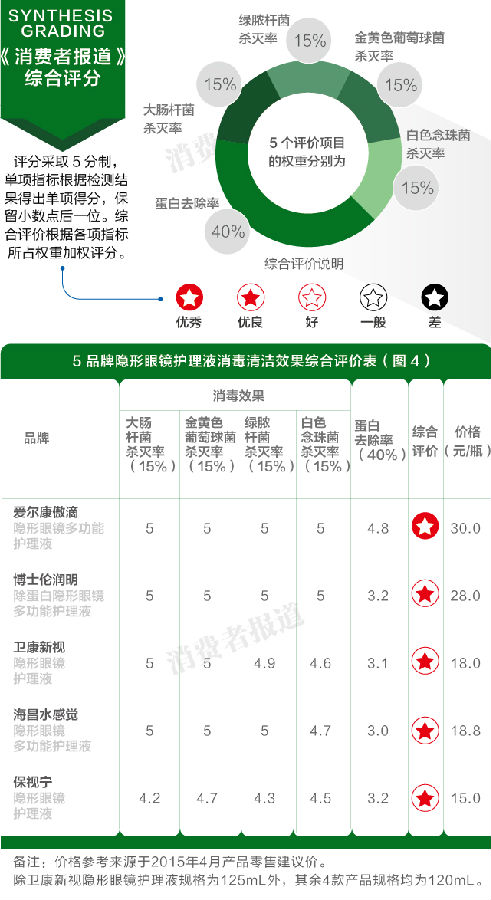 SYNTHESIS
GRADING
《消费者报道》
综合评分
评分采取 5 分制，
单项指标根据检测结
果得出单项得分，保
留小数点后一位。综
合评价根据各项指标
所占权重加权评分。
绿脓杆菌
杀灭率
15%
金黄色葡萄球菌
杀灭率
15%
大肠杆菌
杀灭率
15%
白色念珠菌
杀灭率
15%
蛋白去除率
40%
5 个评价项目
的权重分别为
消费者
综合评价说明
优秀 优良 好 一般 差
5 品牌隐形眼镜护理液消毒清洁效果综合评价表（图 4）
品牌
消毒效果
大肠
杆菌
杀灭率
（15%）
金黄色
葡萄球菌
杀灭率
（15%）
绿脓
杆菌
杀灭率
（15%）
白色
念珠菌
杀灭率
（15%）
蛋白
去除率
（40%）
综合
评价
价格
（元/瓶）
爱尔康傲滴
隐形眼镜多功能
护理液
5 5 5 5 4.8 30.0
博士伦润明
除蛋白隐形眼镜
多功能护理液
5 5 5 5 3.2 28.0
消费者报道
卫康新视
隐形眼镜
护理液
5 5 4.9 4.6 3.1 18.0
海昌水感觉
隐形眼镜
多功能护理液
5 5 5 4.7 3.0 18.8
保视宁
隐形眼镜
护理液
4.2 4.7 4.3 4.5 3.2 15.0
备注：价格参考来源于2015年4月产品零售建议价。
除卫康新视隐形眼镜护理液规格为125mL外，其余4款产品规格均为120mL。